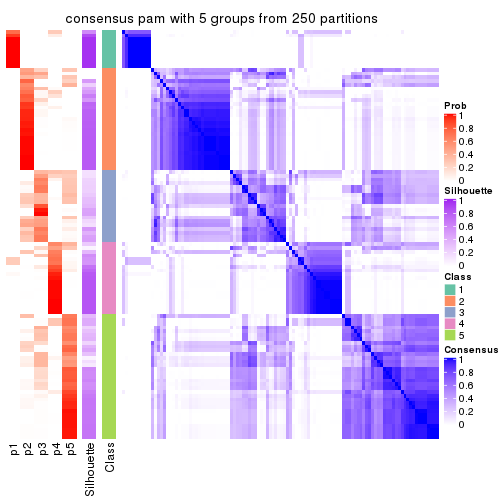 consensus pam with 5 groups from 250 partitions
Prob
1
0.8
0.6
0.4
0.2
0
Silhouette
1
0.8
0.6
0.4
0.2
0
Class
1
2
3
4
5
Consensus
1
0.8
0.6
0.4
0.2
0
p1
p2
p3
p4
p5
Silhouette
Class